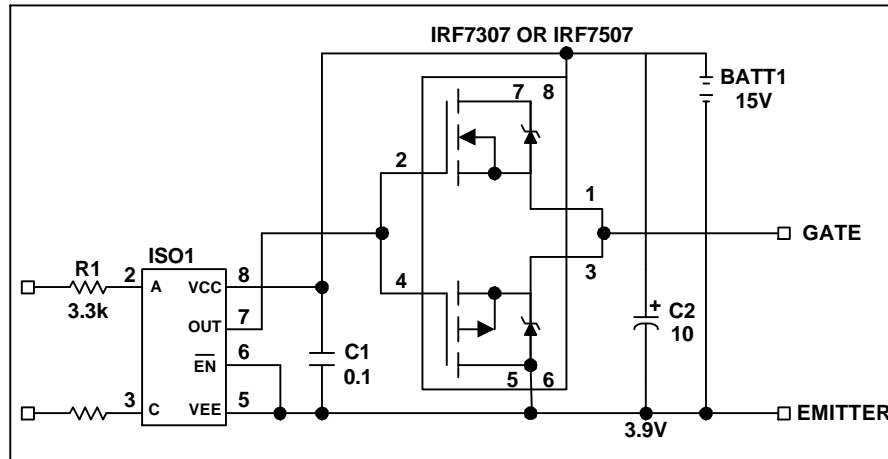 IRF7307 OR IRF7507
7 8
BATT1
15V
2
1
GATE
ISO1
R1
3.3k
2
A
VCC
8
4
3
OUT
7
C2
10
+
EN
6
C1
0.1
5 6
3
C
VEE
5
3.9V
EMITTER